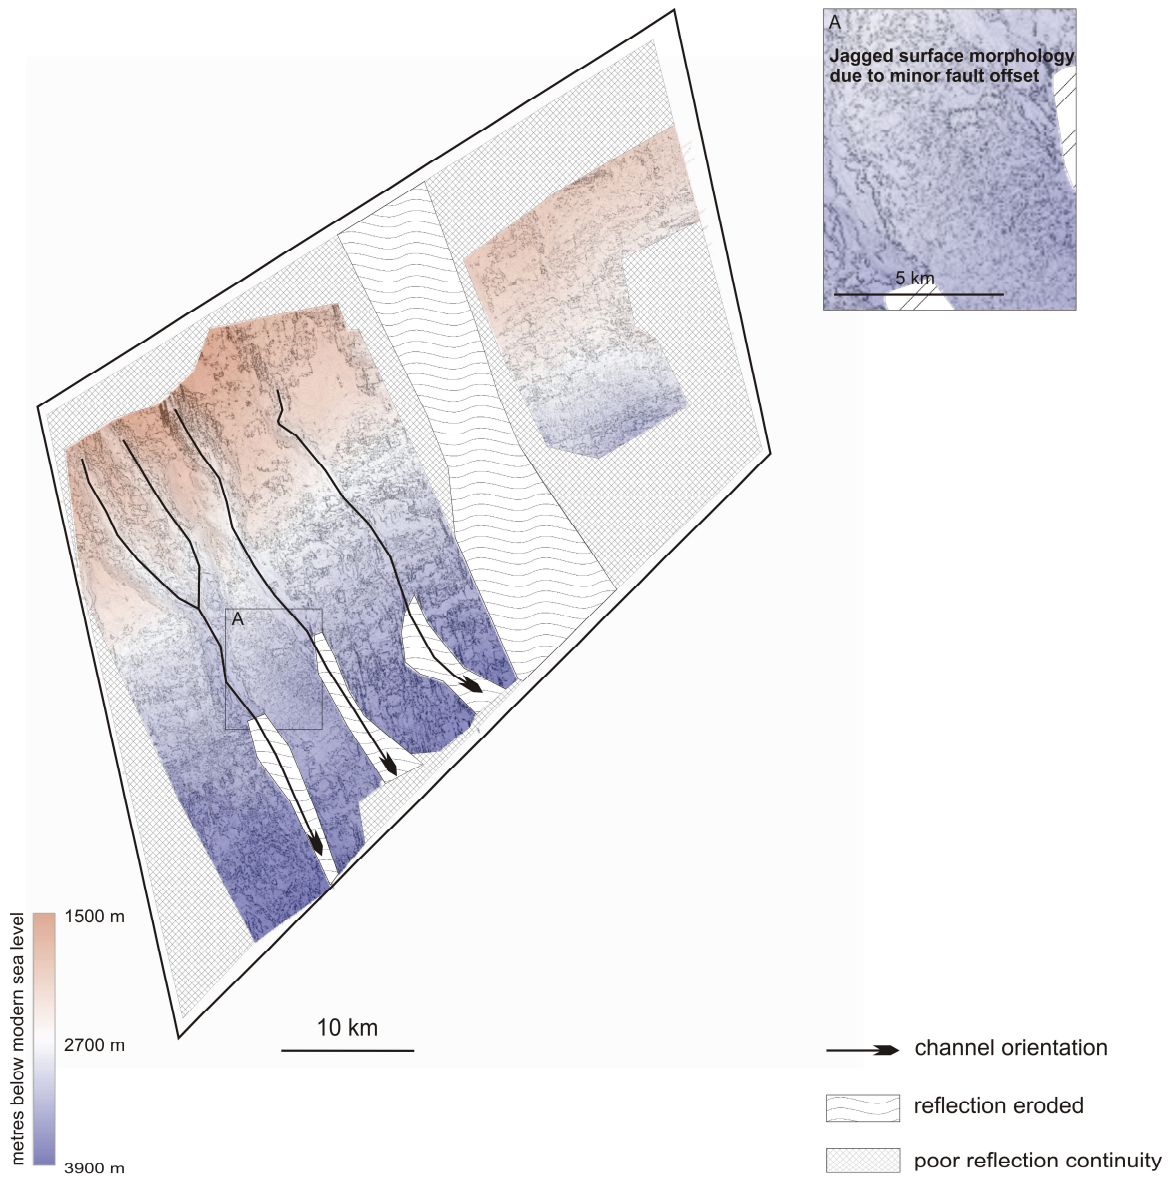 A
Jagged surface morphology
due to minor fault offset
5 km
A
metres below modern sea level
1500 m
2700 m
3900 m
10 km
channel orientation
reflection eroded
poor reflection continuity